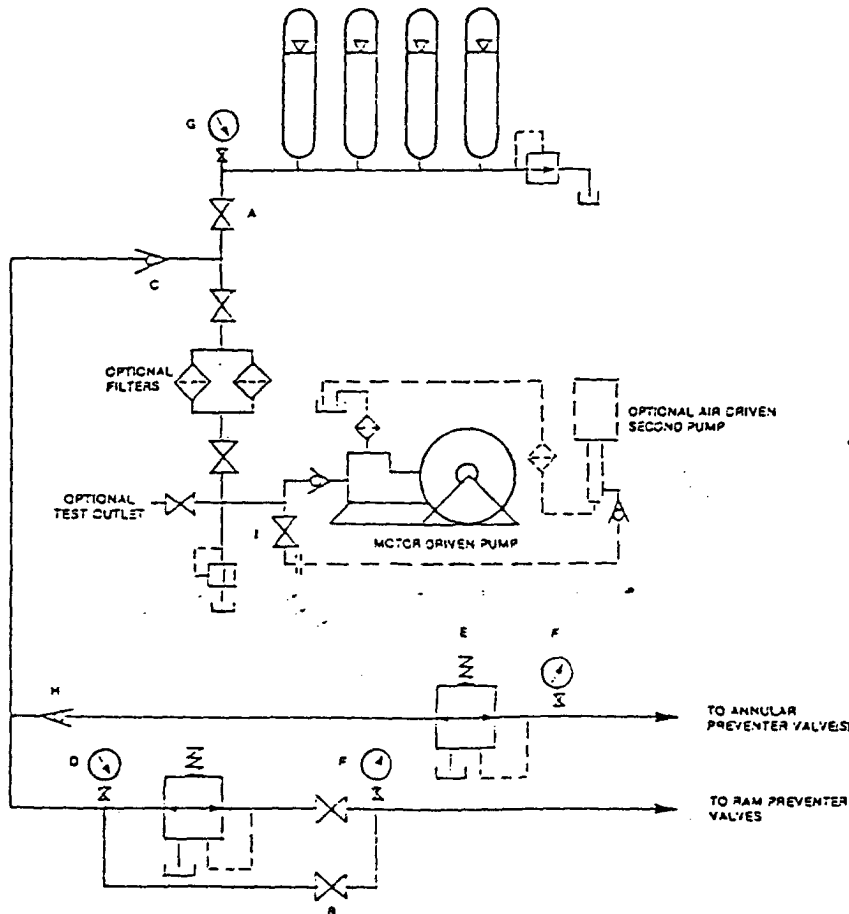 G
A
C
OPTIONAL
FILTERS
OPTIONAL AIR DRIVEN
SECOND PUMP
OPTIONAL
TEST OUTLET
I
MOTOR DRIVEN PUMP
E
F
H
TO ANNULAR
PREVENTER VALVE(S)
D
F
TO RAM PREVENTER
VALVES
B